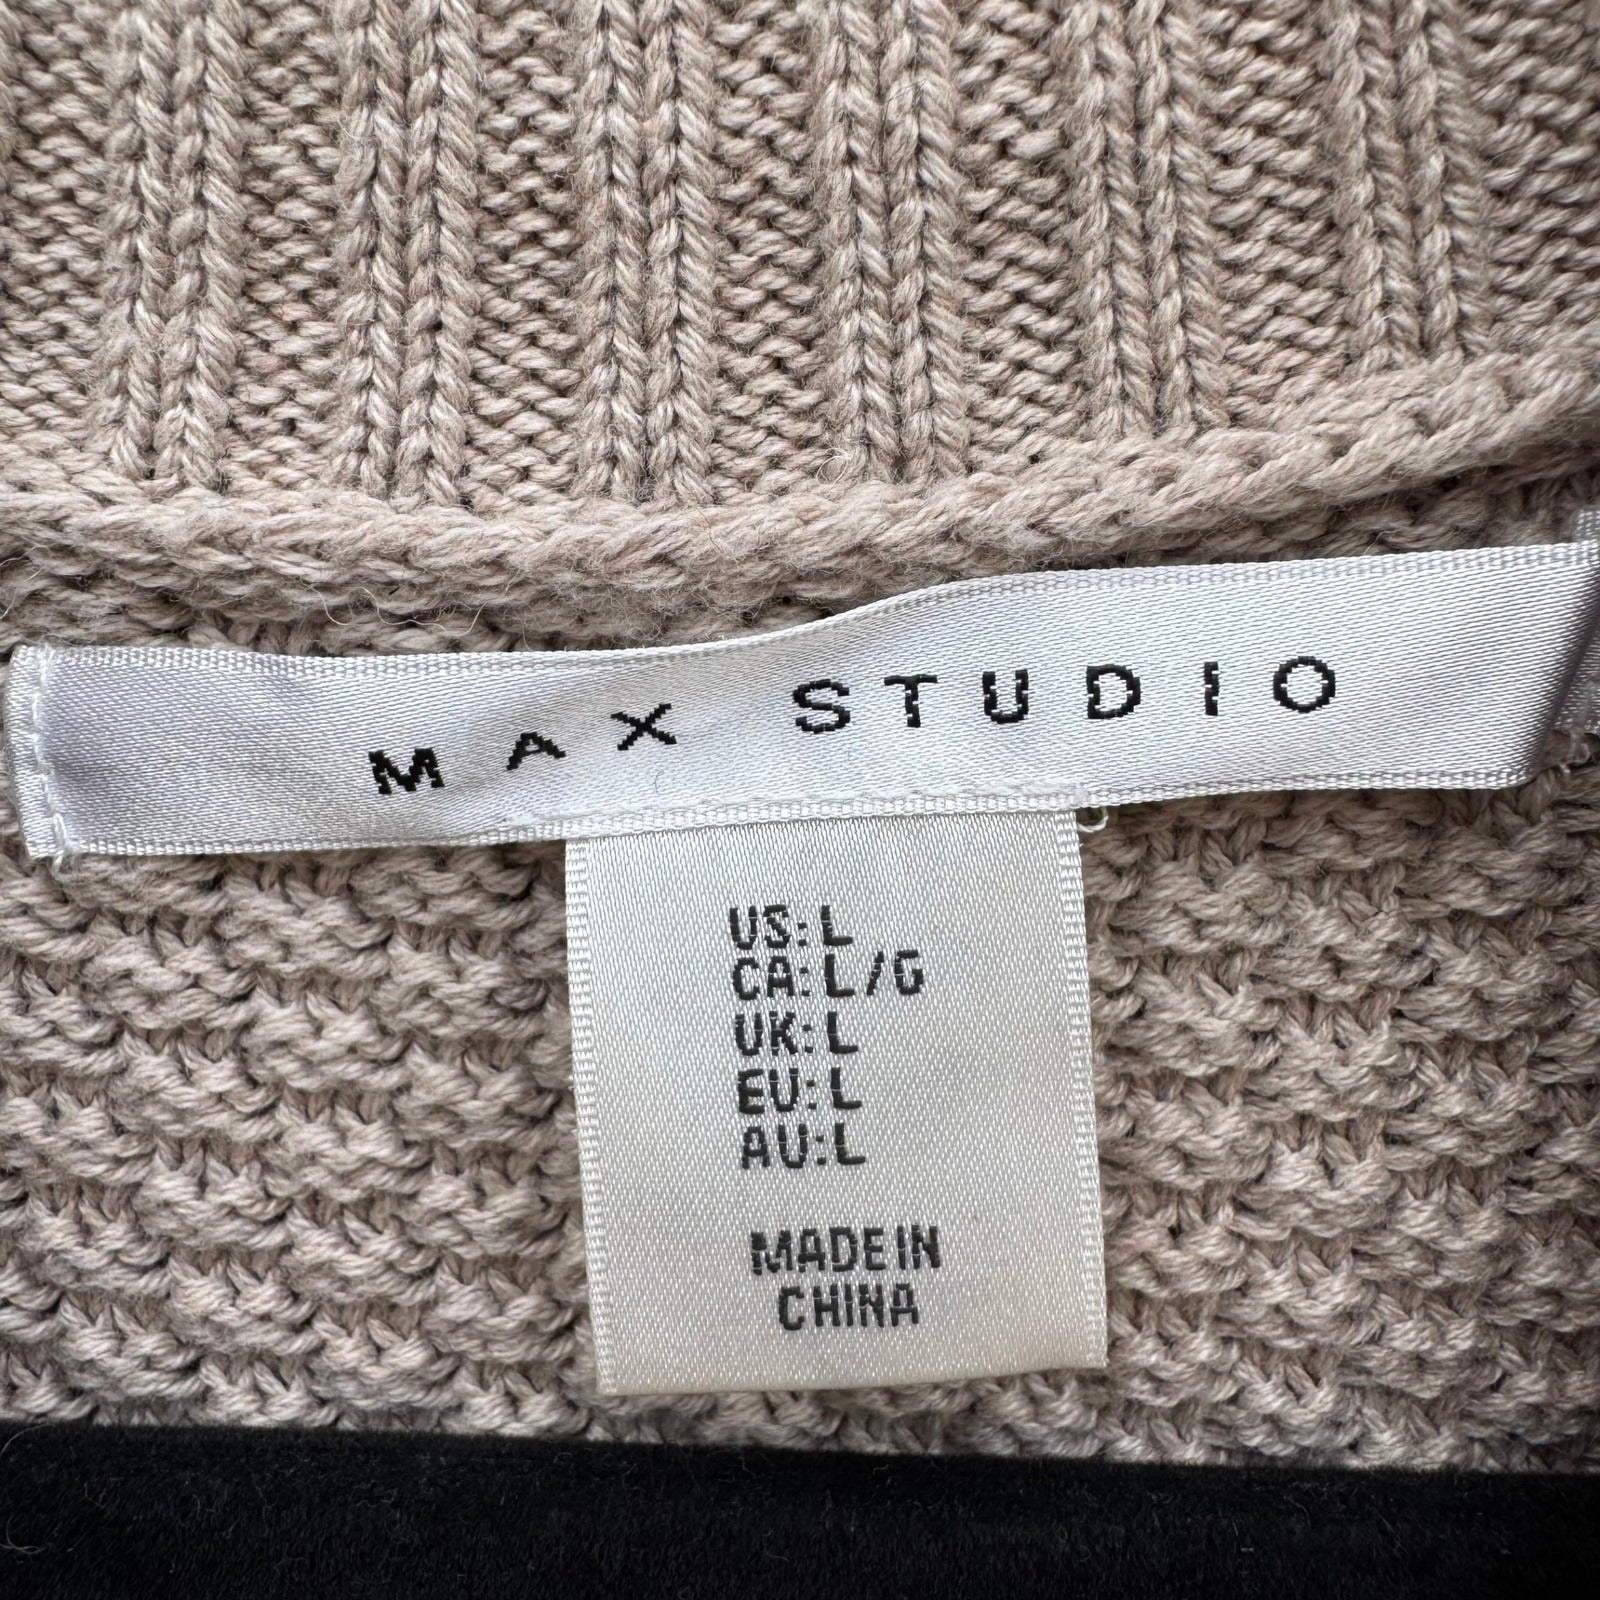 MAX STUDIO
US: L
CA: L/G
UK: L
EU: L
AU: L
MADE IN
CHINA